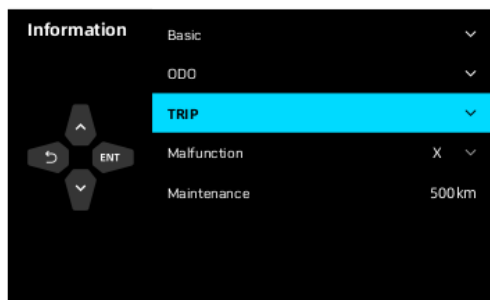 Information
Basic
ODO
TRIP
Malfunction X
Maintenance 500km
ENT